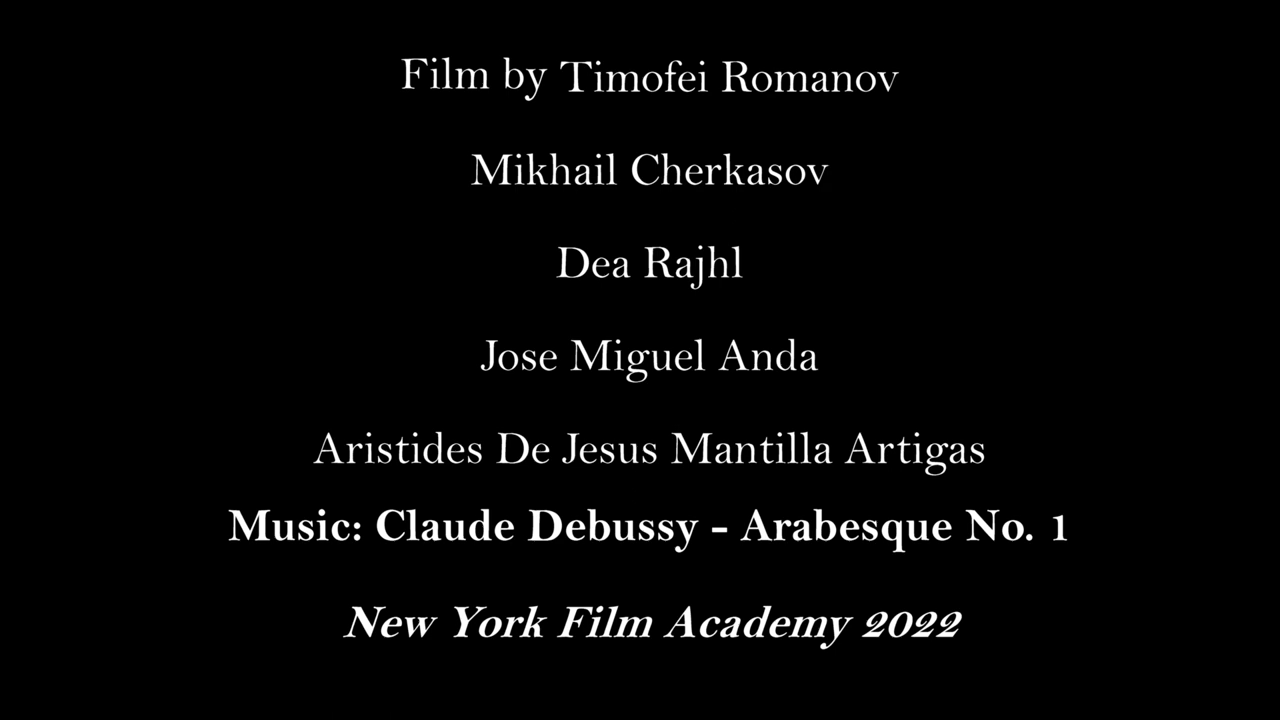 Film by Timofei Romanov
Mikhail Cherkasov
Dea Rajhl
Jose Miguel Anda
Aristides De Jesus Mantilla Artigas
Music: Claude Debussy - Arabesque No. 1
New York Film Academy 2022